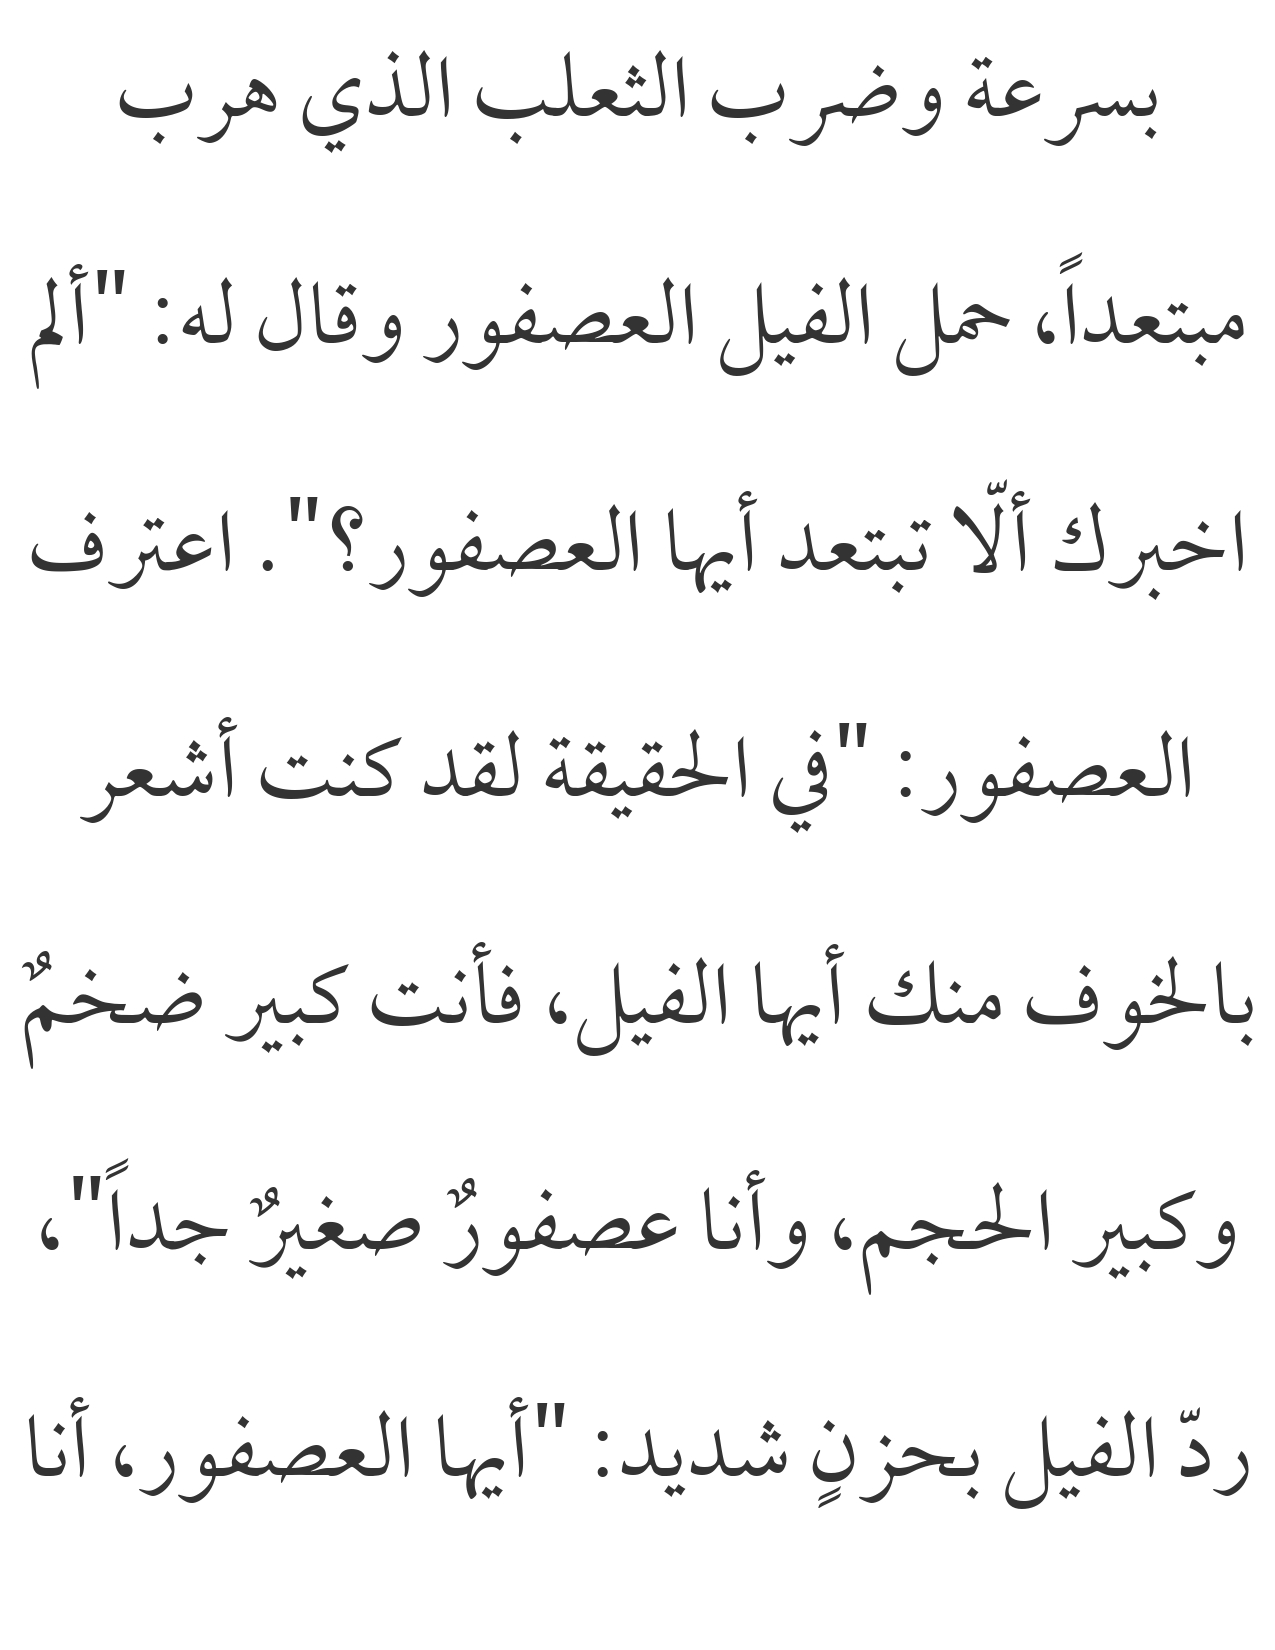 بسرعة وضرب الثعلب الذي هرب
مبتعداً، حمل الفيل العصفور وقال له: "ألم
اخبرك ألّا تبتعد أيها العصفور؟". اعترف
العصفور: "في الحقيقة لقد كنت أشعر
بالخوف منك أيها الفيل، فأنت كبير ضخمٌ
وكبير الحجم، وأنا عصفورٌ صغيرٌ جداً"،
ردّ الفيل بحزنٍ شديد: "أيها العصفور، أنا